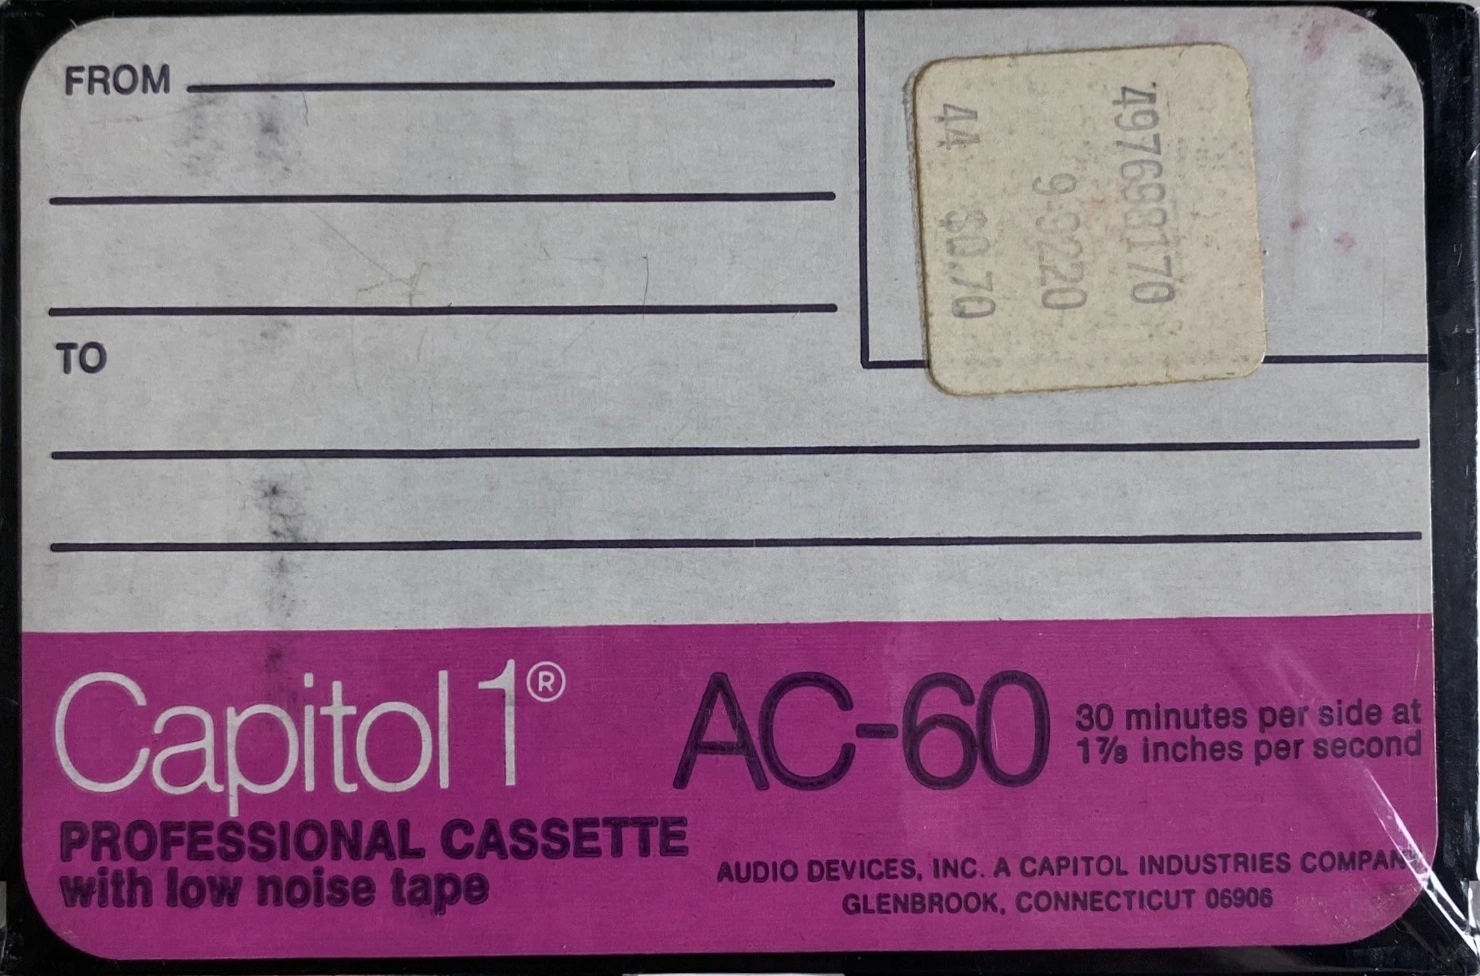 FROM
TO
44 $0.70
9-9220
497688170
Capitol 1® AC-60
30 minutes per side at
1⅞ inches per second
PROFESSIONAL CASSETTE
with low noise tape
AUDIO DEVICES, INC. A CAPITOL INDUSTRIES COMPANY
GLENBROOK, CONNECTICUT 06906